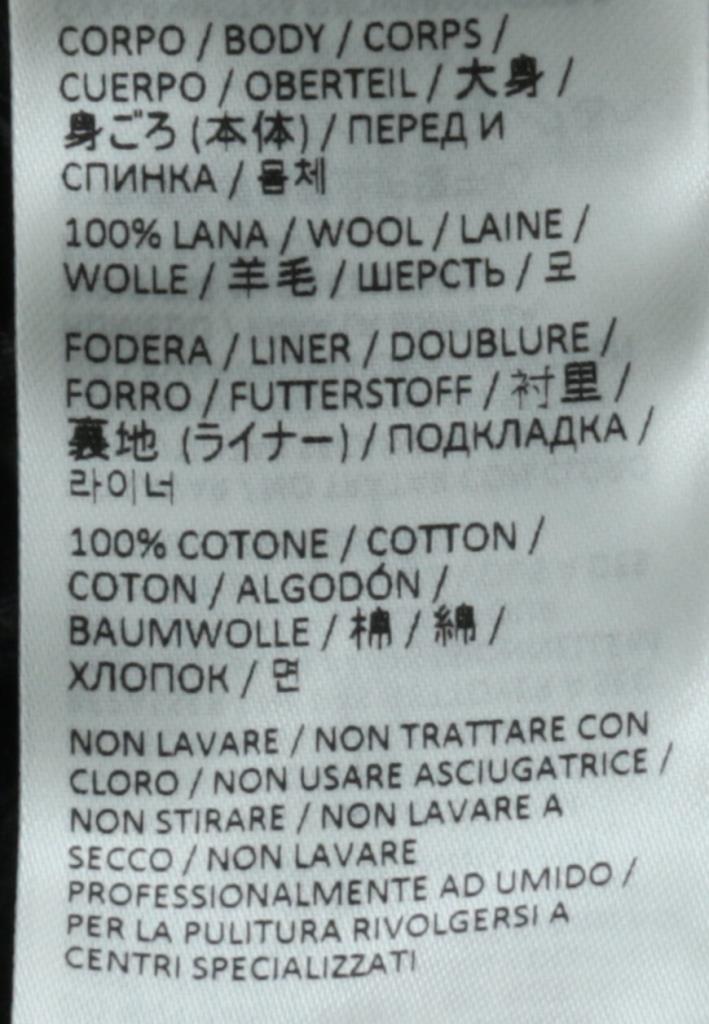 CORPO / BODY / CORPS /
CUERPO / OBERTEIL / 大身 /
身ごろ (本体) / ПЕРЕД И
СПИНКА / 몸체
100% LANA / WOOL / LAINE /
WOLLE / 羊毛 / ШЕРСТЬ / 모
FODERA / LINER / DOUBLURE /
FORRO / FUTTERSTOFF / 衬里 /
裏地 (ライナー) / ПОДКЛАДКА /
라이너
100% COTONE / COTTON /
COTON / ALGODÓN /
BAUMWOLLE / 棉 / 綿 /
ХЛОПОК / 면
NON LAVARE / NON TRATTARE CON
CLORO / NON USARE ASCIUGATRICE /
NON STIRARE / NON LAVARE A
SECCO / NON LAVARE
PROFESSIONALMENTE AD UMIDO /
PER LA PULITURA RIVOLGERSI A
CENTRI SPECIALIZZATI